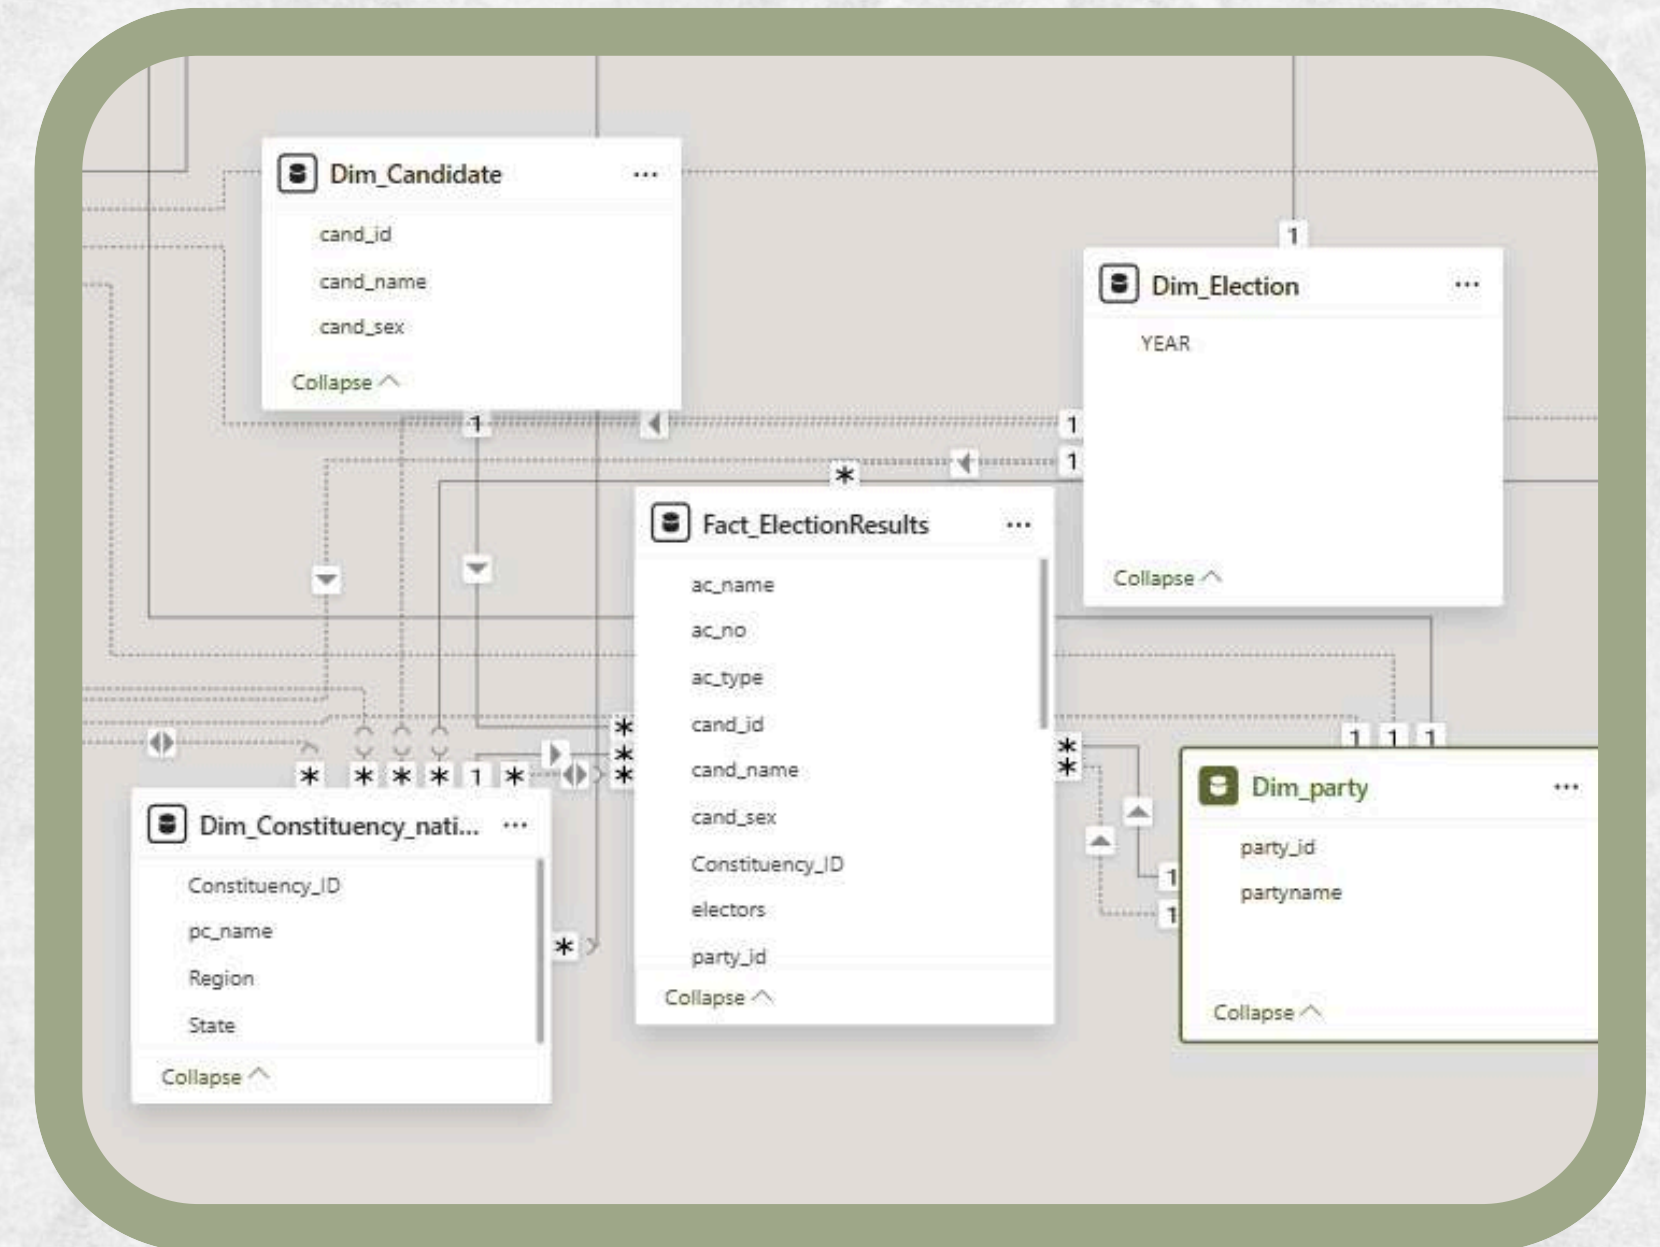 Dim_Candidate ...
cand_id
cand_name
cand_sex
Collapse
1
Dim_Election ...
YEAR
Collapse
1
1
1
*
Fact_ElectionResults ...
ac_name
ac_no
ac_type
cand_id
cand_name
cand_sex
Constituency_ID
electors
party_id
Collapse
*
*
*
*
*
* * * * 1 *
Dim_Constituency_nati... ...
Constituency_ID
pc_name
Region
State
Collapse
*
1 1 1
Dim_party ...
party_id
partyname
Collapse
1
1